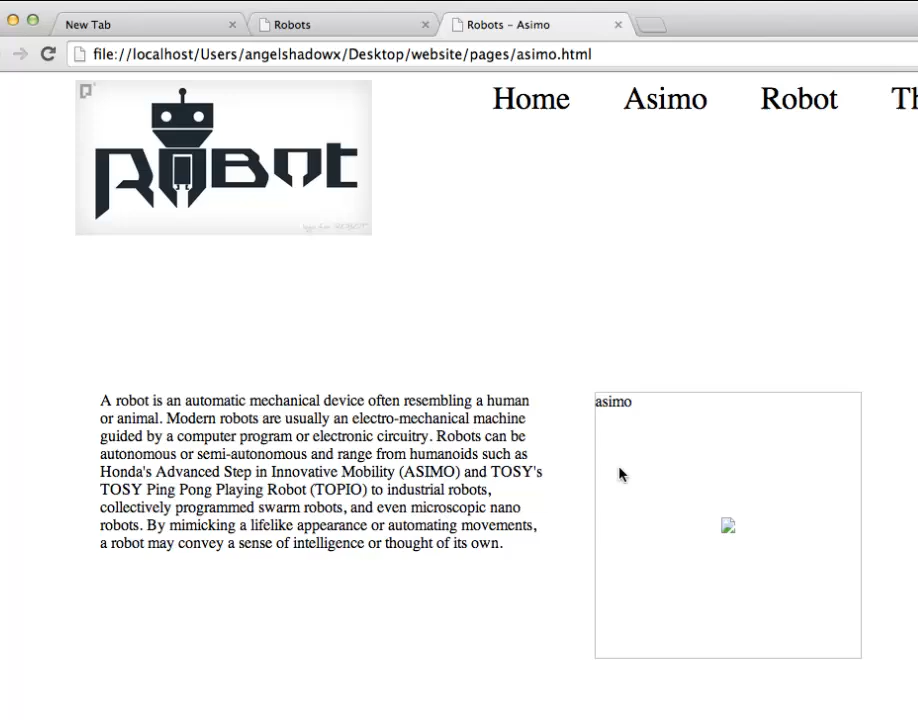 New Tab
Robots
Robots - Asimo
file://localhost/Users/angelshadowx/Desktop/website/pages/asimo.html
ROBOT
Home Asimo Robot Th
A robot is an automatic mechanical device often resembling a human
or animal. Modern robots are usually an electro-mechanical machine
guided by a computer program or electronic circuitry. Robots can be
autonomous or semi-autonomous and range from humanoids such as
Honda's Advanced Step in Innovative Mobility (ASIMO) and TOSY's
TOSY Ping Pong Playing Robot (TOPIO) to industrial robots,
collectively programmed swarm robots, and even microscopic nano
robots. By mimicking a lifelike appearance or automating movements,
a robot may convey a sense of intelligence or thought of its own.
asimo